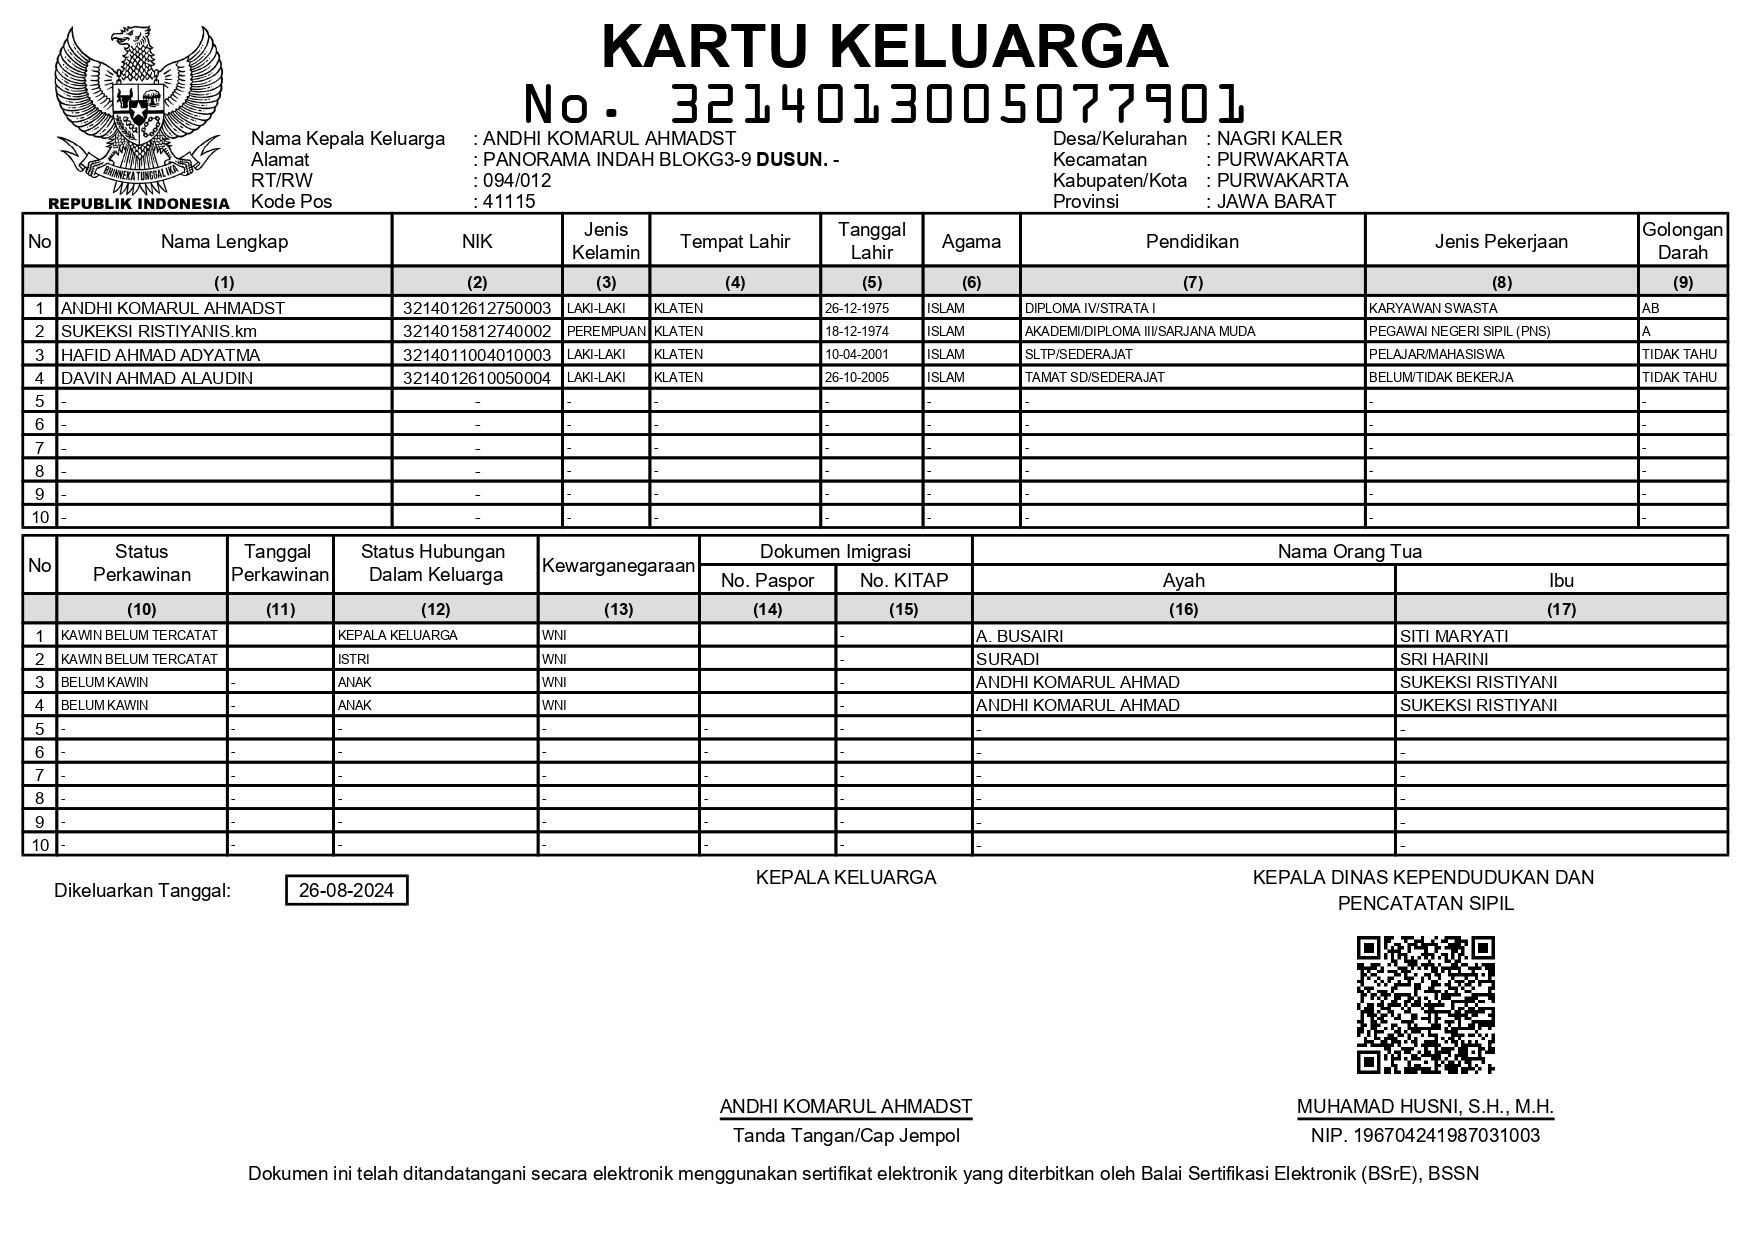 KARTU KELUARGA
No. 3214013005077901
Nama Kepala Keluarga : ANDHI KOMARUL AHMADST Desa/Kelurahan : NAGRI KALER
Alamat : PANORAMA INDAH BLOKG3-9 DUSUN. - Kecamatan : PURWAKARTA
RT/RW : 094/012 Kabupaten/Kota : PURWAKARTA
Kode Pos : 41115 Provinsi : JAWA BARAT
BHINNEKA TUNGGAL IKA
REPUBLIK INDONESIA
No Nama Lengkap NIK Jenis Kelamin Tempat Lahir Tanggal Lahir Agama Pendidikan Jenis Pekerjaan Golongan Darah
(1) (2) (3) (4) (5) (6) (7) (8) (9)
1 ANDHI KOMARUL AHMADST 3214012612750003 LAKI-LAKI KLATEN 26-12-1975 ISLAM DIPLOMA IV/STRATA I KARYAWAN SWASTA AB
2 SUKEKSI RISTIYANIS.km 3214015812740002 PEREMPUAN KLATEN 18-12-1974 ISLAM AKADEMI/DIPLOMA III/SARJANA MUDA PEGAWAI NEGERI SIPIL (PNS) A
3 HAFID AHMAD ADYATMA 3214011004010003 LAKI-LAKI KLATEN 10-04-2001 ISLAM SLTP/SEDERAJAT PELAJAR/MAHASISWA TIDAK TAHU
4 DAVIN AHMAD ALAUDIN 3214012610050004 LAKI-LAKI KLATEN 26-10-2005 ISLAM TAMAT SD/SEDERAJAT BELUM/TIDAK BEKERJA TIDAK TAHU
5 - - - - - - - - -
6 - - - - - - - - -
7 - - - - - - - - -
8 - - - - - - - - -
9 - - - - - - - - -
10 - - - - - - - - -
No Status Perkawinan Tanggal Perkawinan Status Hubungan Dalam Keluarga Kewarganegaraan Dokumen Imigrasi Nama Orang Tua
No. Paspor No. KITAP Ayah Ibu
(10) (11) (12) (13) (14) (15) (16) (17)
1 KAWIN BELUM TERCATAT KEPALA KELUARGA WNI - A. BUSAIRI SITI MARYATI
2 KAWIN BELUM TERCATAT ISTRI WNI - SURADI SRI HARINI
3 BELUM KAWIN - ANAK WNI - ANDHI KOMARUL AHMAD SUKEKSI RISTIYANI
4 BELUM KAWIN - ANAK WNI - ANDHI KOMARUL AHMAD SUKEKSI RISTIYANI
5 - - - - - - - -
6 - - - - - - - -
7 - - - - - - - -
8 - - - - - - - -
9 - - - - - - - -
10 - - - - - - - -
Dikeluarkan Tanggal: 26-08-2024
KEPALA KELUARGA
KEPALA DINAS KEPENDUDUKAN DAN
PENCATATAN SIPIL
ANDHI KOMARUL AHMADST
Tanda Tangan/Cap Jempol
MUHAMAD HUSNI, S.H., M.H.
NIP. 196704241987031003
Dokumen ini telah ditandatangani secara elektronik menggunakan sertifikat elektronik yang diterbitkan oleh Balai Sertifikasi Elektronik (BSrE), BSSN